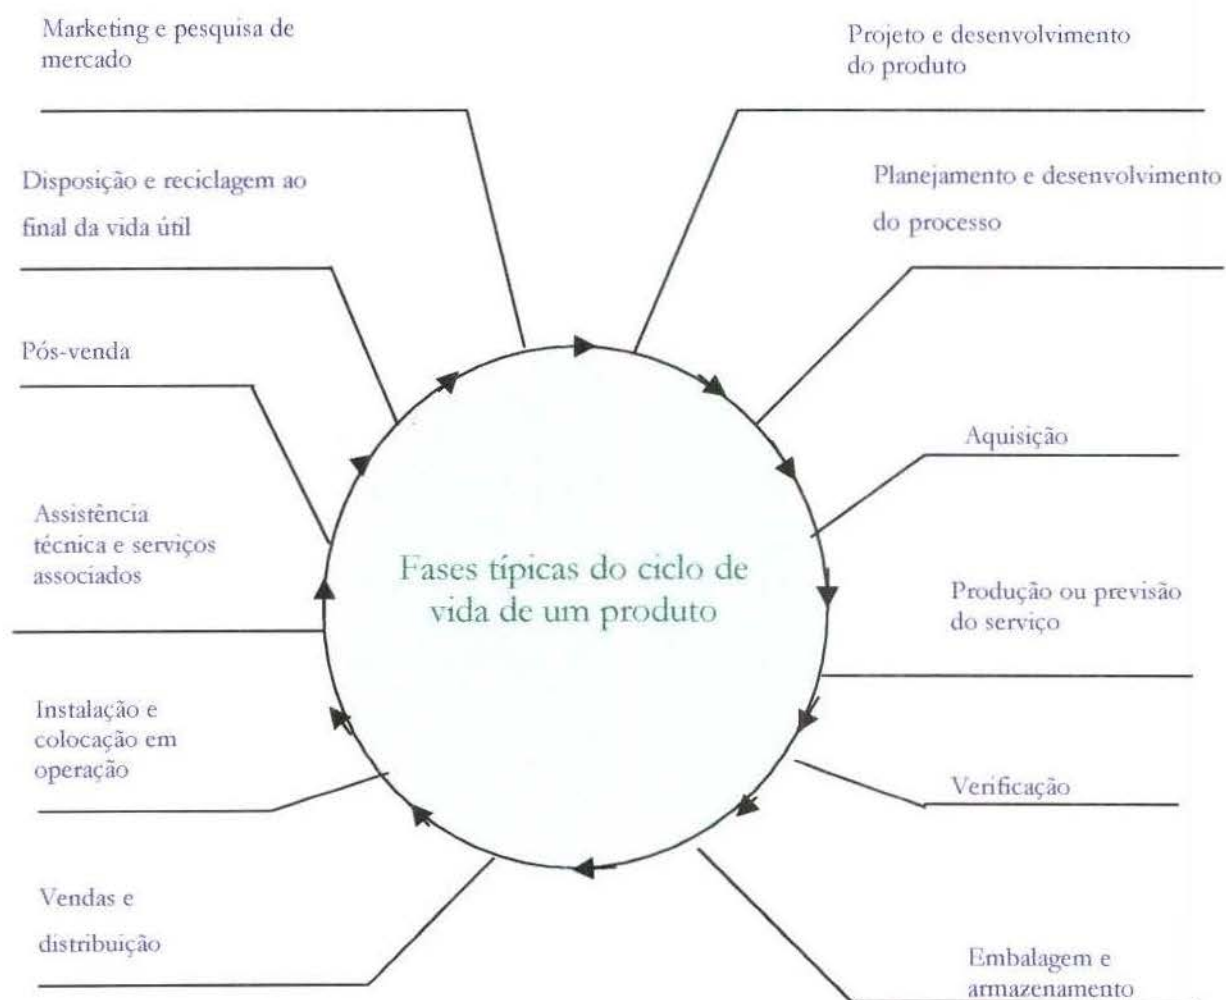 Marketing e pesquisa de
mercado
Projeto e desenvolvimento
do produto
Disposição e reciclagem ao
final da vida útil
Planejamento e desenvolvimento
do processo
Pós-venda
Aquisição
Assistência
técnica e serviços
associados
Fases típicas do ciclo de
vida de um produto
Produção ou previsão
do serviço
Instalação e
colocação em
operação
Verificação
Vendas e
distribuição
Embalagem e
armazenamento